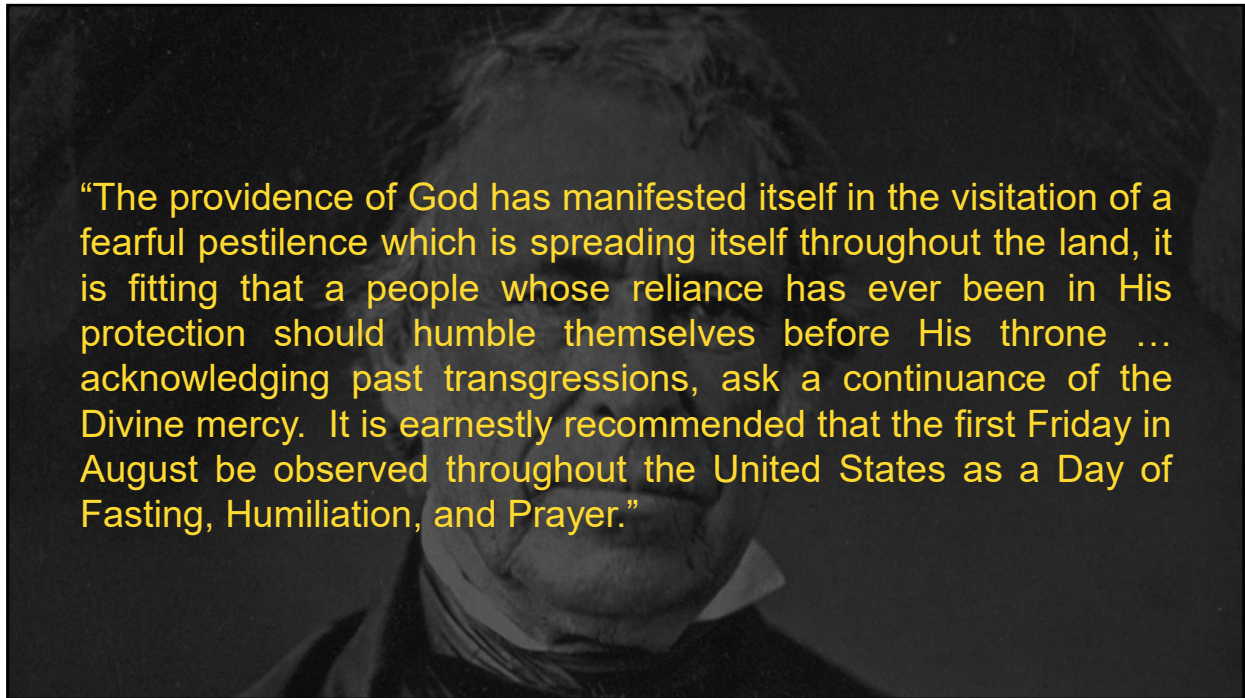 “The providence of God has manifested itself in the visitation of a
fearful pestilence which is spreading itself throughout the land, it
is fitting that a people whose reliance has ever been in His
protection should humble themselves before His throne …
acknowledging past transgressions, ask a continuance of the
Divine mercy.  It is earnestly recommended that the first Friday in
August be observed throughout the United States as a Day of
Fasting, Humiliation, and Prayer.”